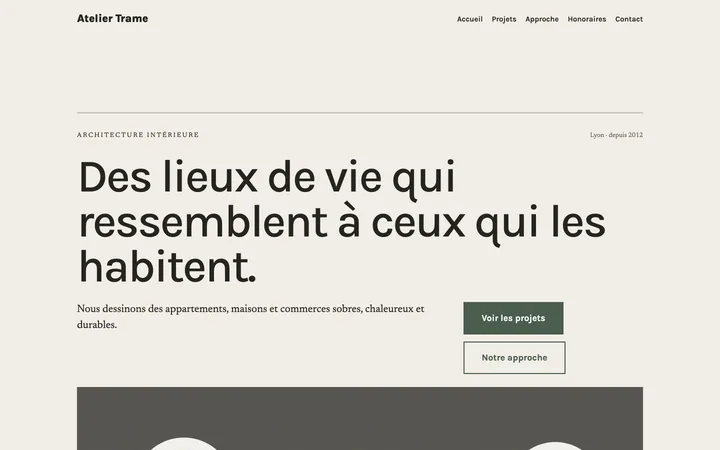 Atelier Trame
Accueil Projets Approche Honoraires Contact
ARCHITECTURE INTÉRIEURE
Lyon · depuis 2012
Des lieux de vie qui
ressemblent à ceux qui les
habitent.
Nous dessinons des appartements, maisons et commerces sobres, chaleureux et
durables.
Voir les projets
Notre approche